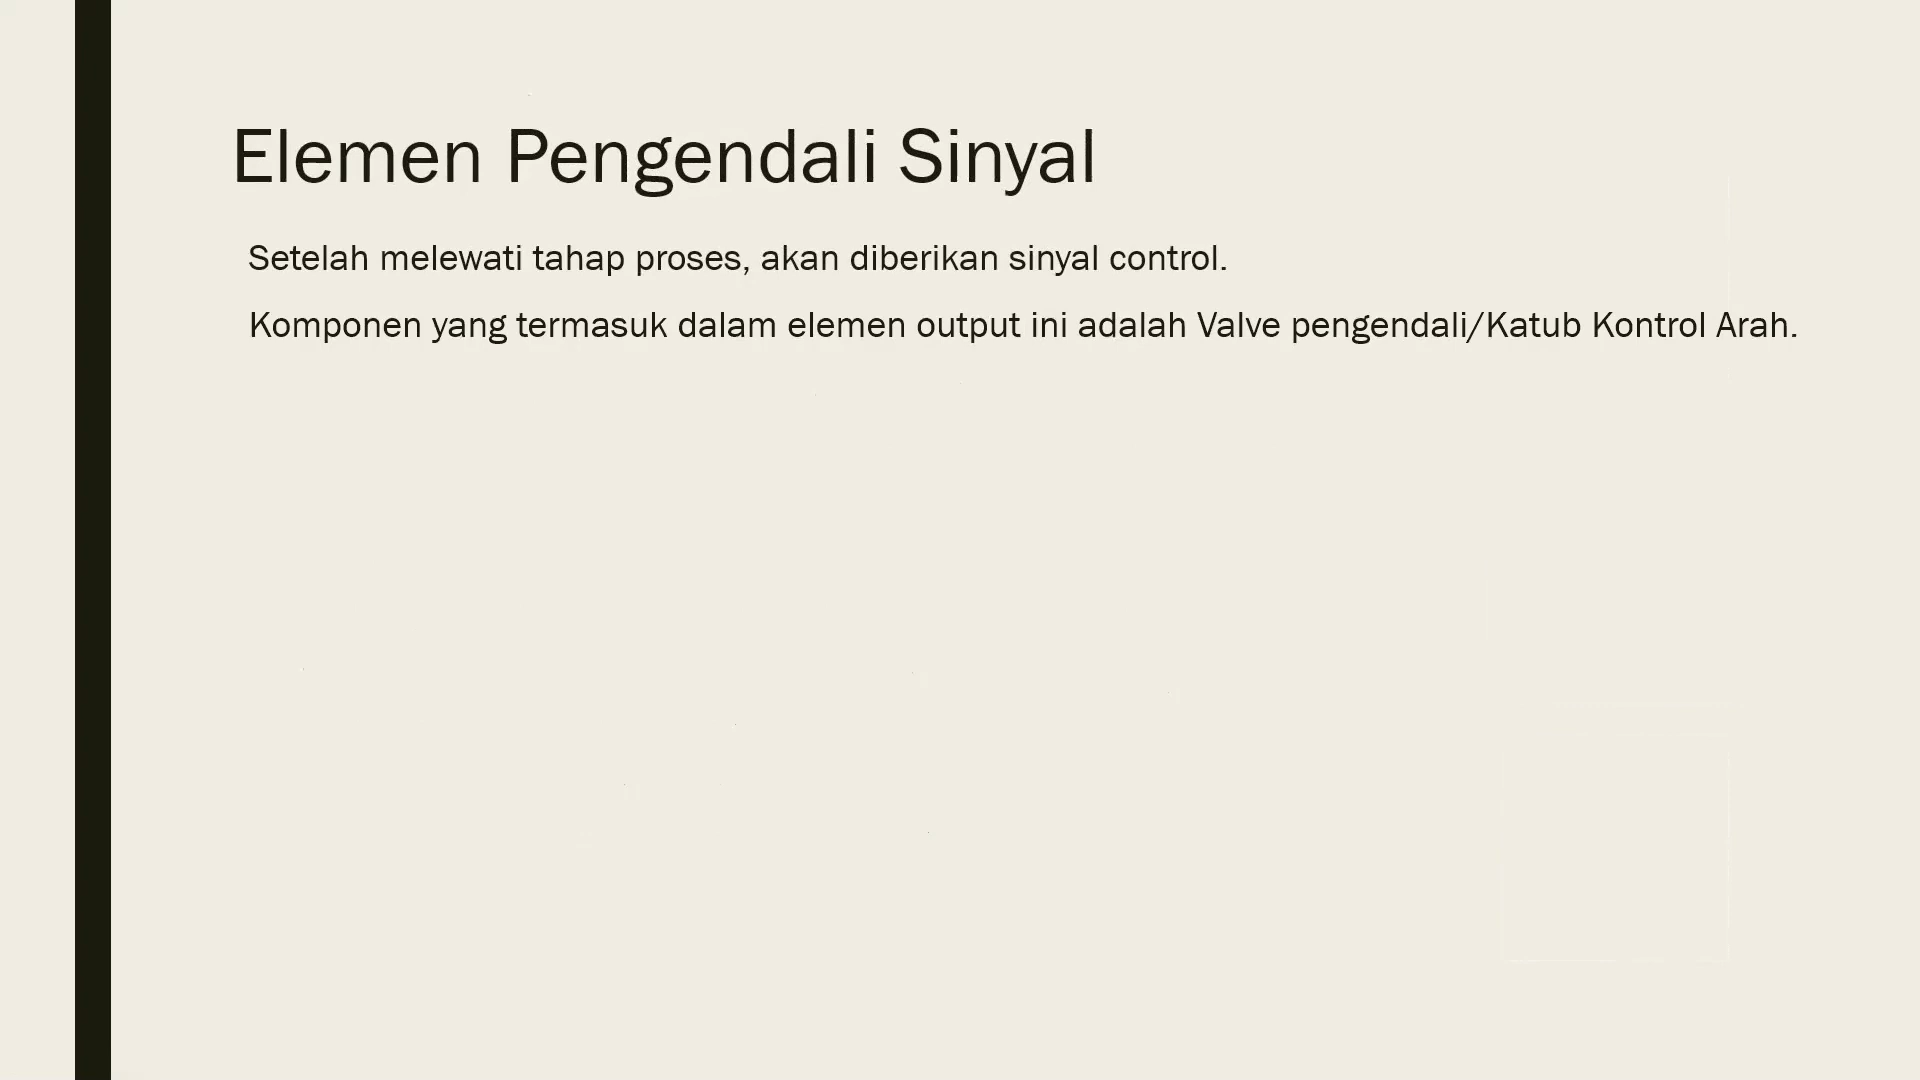 Elemen Pengendali Sinyal
Setelah melewati tahap proses, akan diberikan sinyal control.
Komponen yang termasuk dalam elemen output ini adalah Valve pengendali/Katub Kontrol Arah.